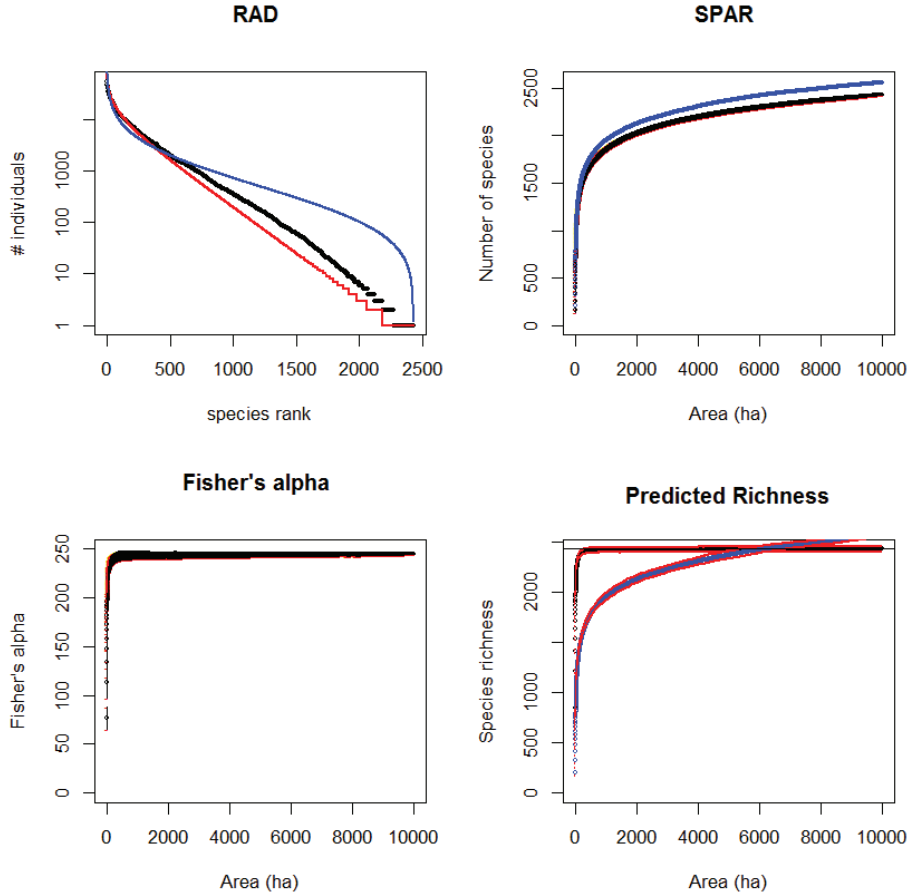 RAD
# individuals
1000
100
10
1
0 500 1000 1500 2000 2500
species rank
SPAR
Number of species
2500
1500
500
0
0 2000 4000 6000 8000 10000
Area (ha)
Fisher's alpha
Fisher's alpha
250
200
150
100
50
0
0 2000 4000 6000 8000 10000
Area (ha)
Predicted Richness
Species richness
2000
1000
500
0
0 2000 4000 6000 8000 10000
Area (ha)